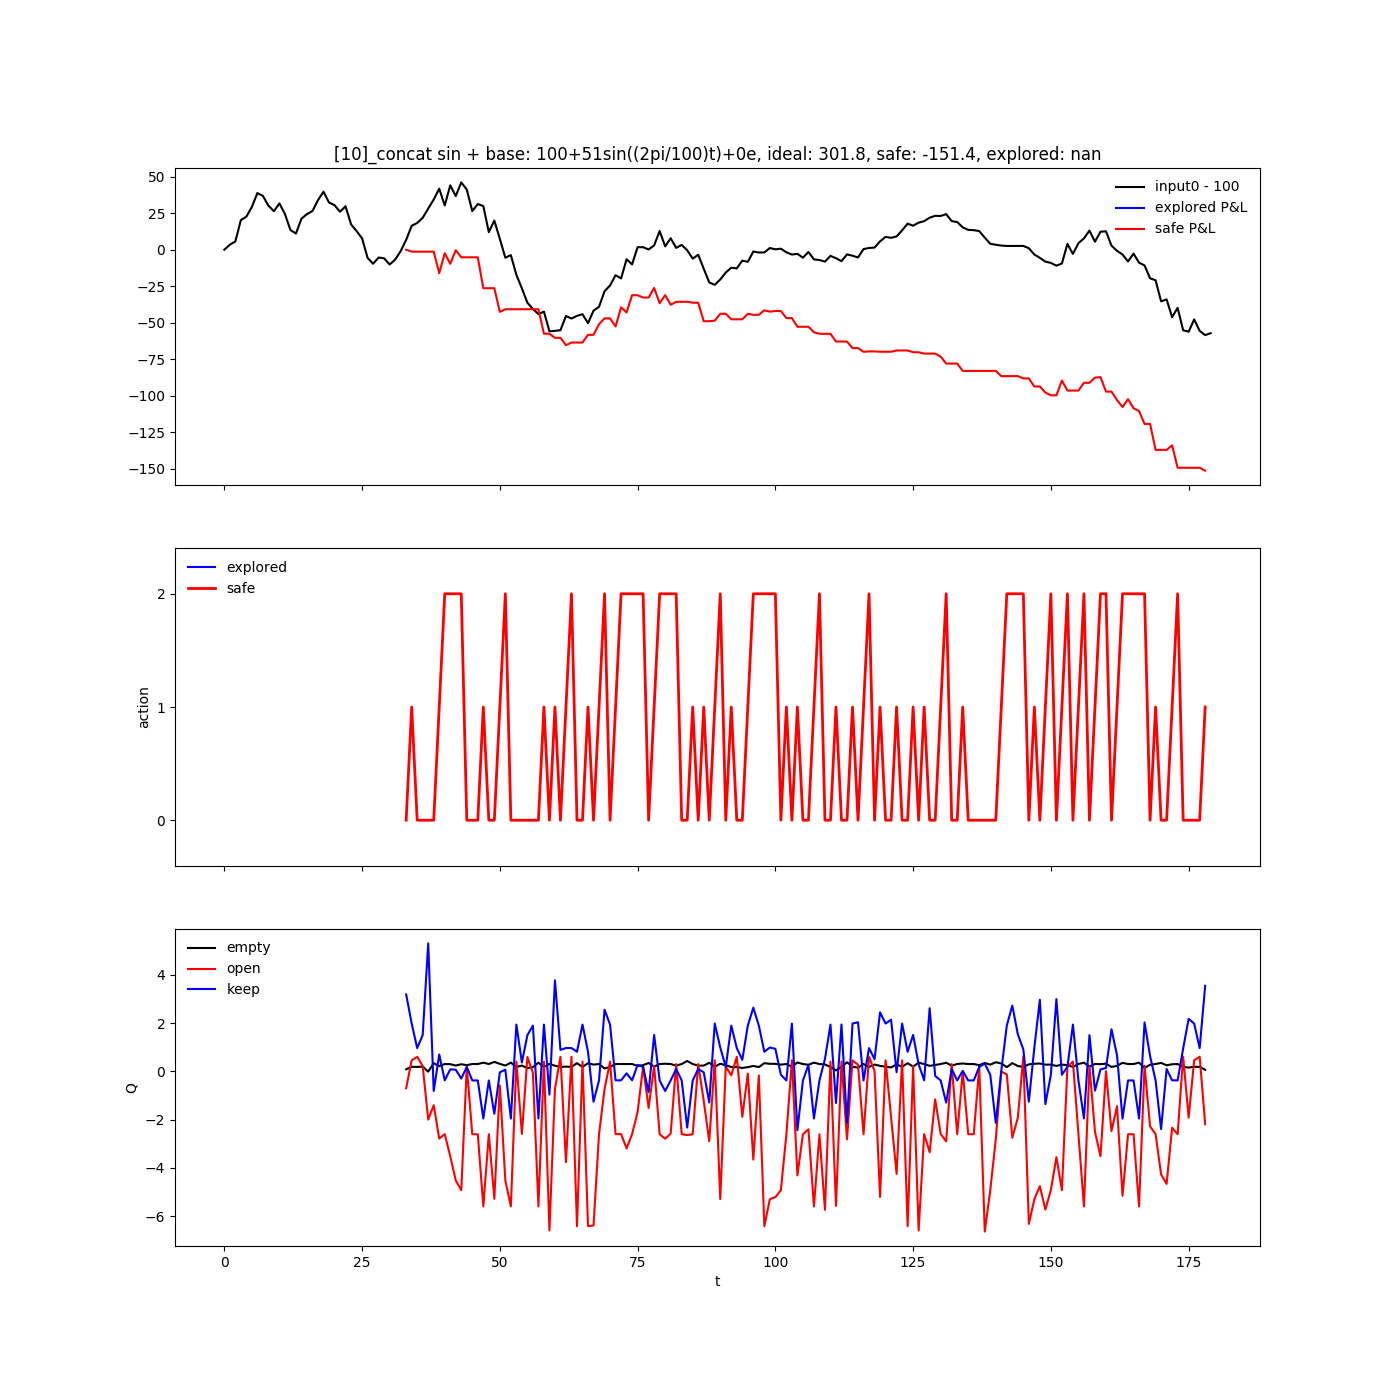 [10]_concat sin + base: 100+51sin((2pi/100)t)+0e, ideal: 301.8, safe: -151.4, explored: nan
50
25
0
−25
−50
−75
−100
−125
−150
input0 - 100
explored P&L
safe P&L
explored
safe
2
1
0
action
empty
open
keep
4
2
0
−2
−4
−6
Q
0 25 50 75 100 125 150 175
t